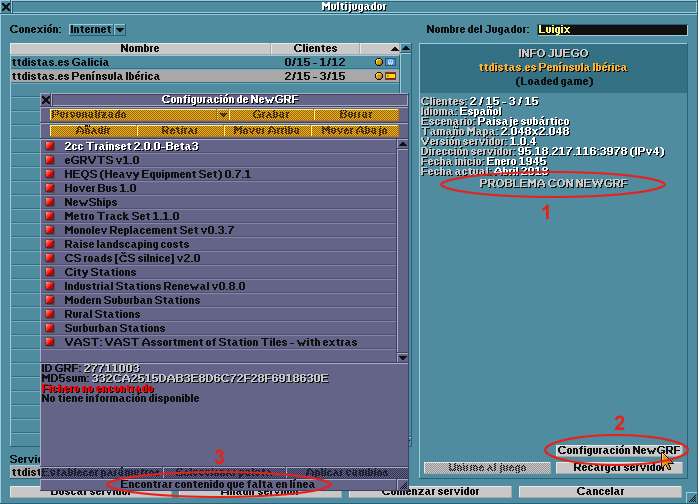 Multijugador
Conexión: Internet
Nombre del Jugador: Luigix
Nombre Clientes
ttdistas.es Galicia 0/15 - 1/12
ttdistas.es Península Ibérica 2/15 - 3/15
INFO JUEGO
ttdistas.es Península Ibérica
(Loaded game)
Clientes: 2 / 15 - 3 / 15
Idioma: Español
Escenario: Paisaje subártico
Tamaño Mapa: 2.048x2.048
Versión servidor: 1.0.4
Dirección servidor: 95.18.217.116:3978 (IPv4)
Fecha inicio: Enero 1945
Fecha actual: Abril 2013
PROBLEMA CON NEWGRF
1
Configuración de NewGRF
Personalizado Grabar Borrar
Añadir Retirar Mover Arriba Mover Abajo
2cc Trainset 2.0.0-Beta3
eGRVTS v1.0
HEQS (Heavy Equipment Set) 0.7.1
Hover Bus 1.0
NewShips
Metro Track Set 1.1.0
Monolev Replacement Set v0.3.7
Raise landscaping costs
CS roads [ČS silnice] v2.0
City Stations
Industrial Stations Renewal v0.8.0
Modern Suburban Stations
Rural Stations
Surburban Stations
VAST: VAST Assortment of Station Tiles - with extras
ID GRF: 27711003
MD5sum: 332CA2515DAB3E8D6C72F28F6918630E
Fichero no encontrado
No tiene información disponible
2
3
Configuración NewGRF
Servid
ttdist
Establecer parámetros Seleccionar paleta Aplicar cambios
Unirse al juego Recargar servidor
Encontrar contenido que falta en línea
Buscar servidor Añadir servidor Comenzar servidor Cancelar